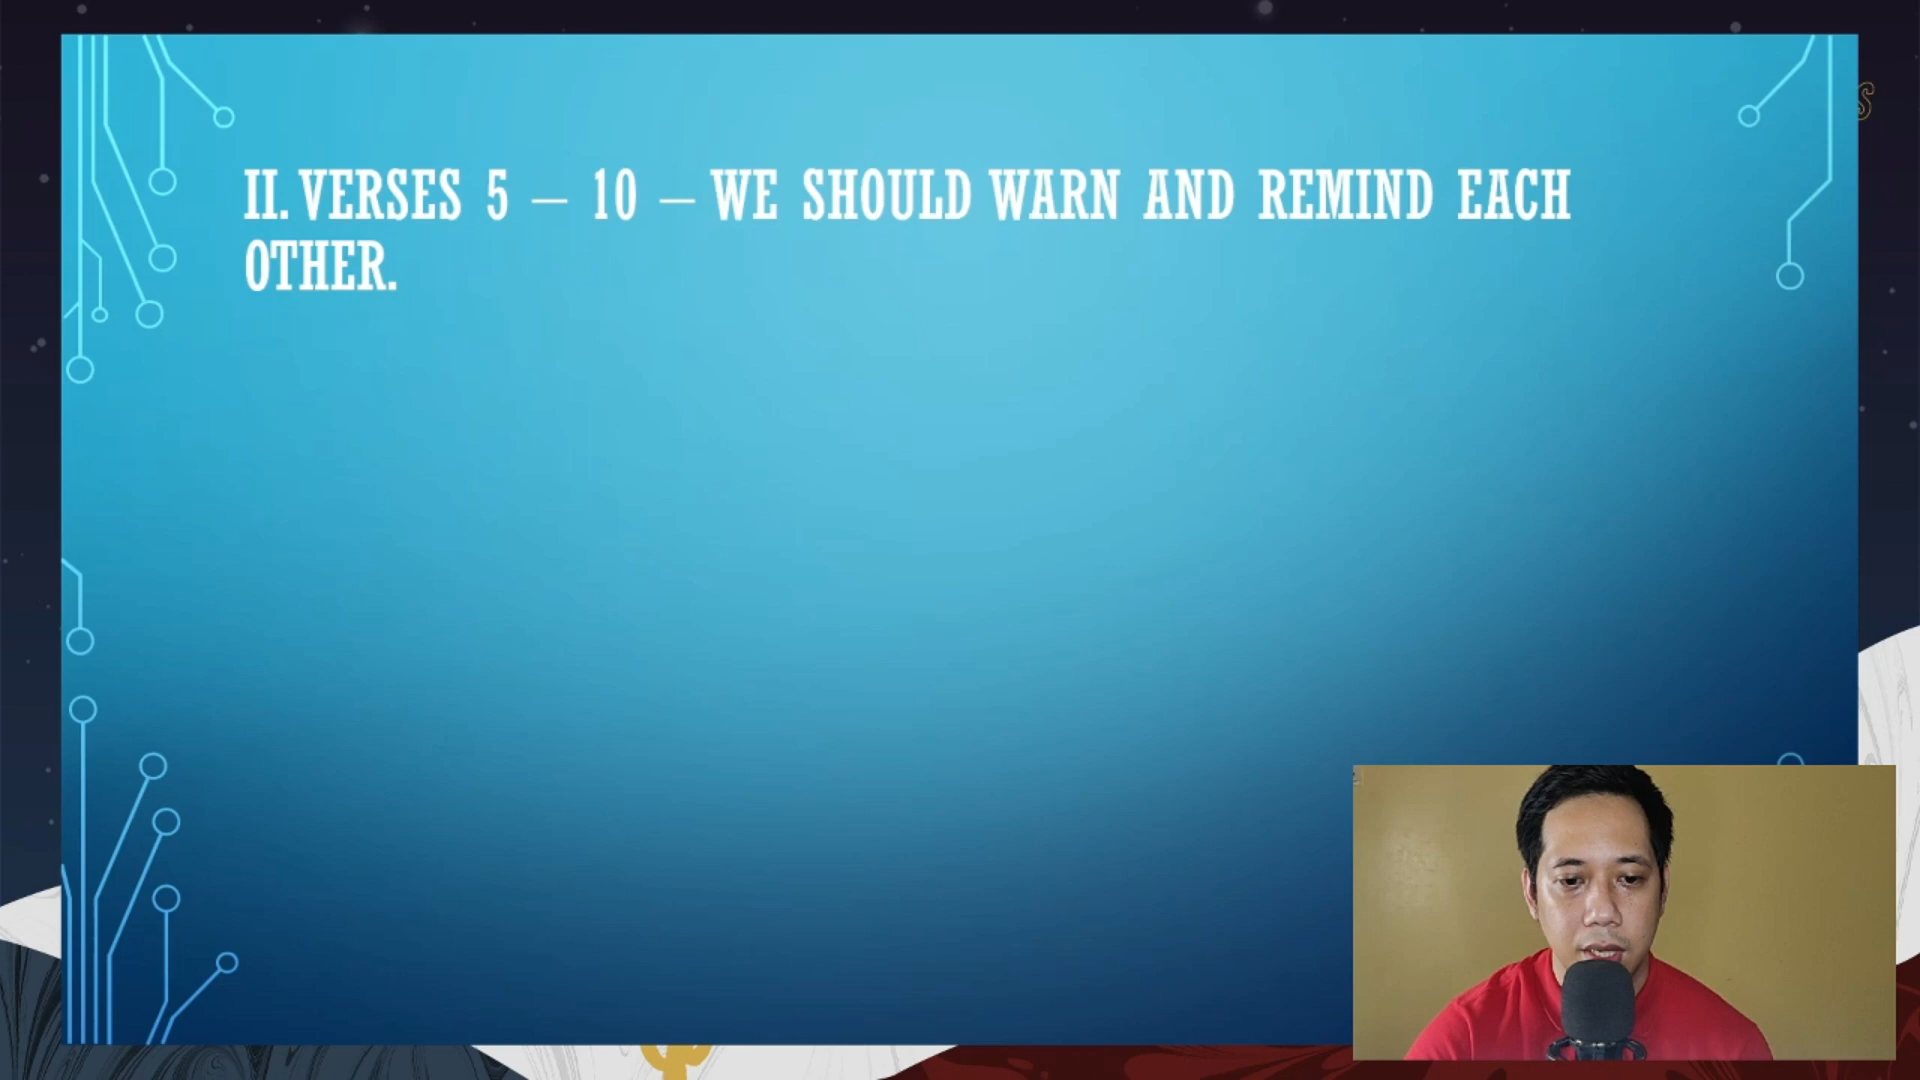 II. VERSES 5 – 10 – WE SHOULD WARN AND REMIND EACH
OTHER.